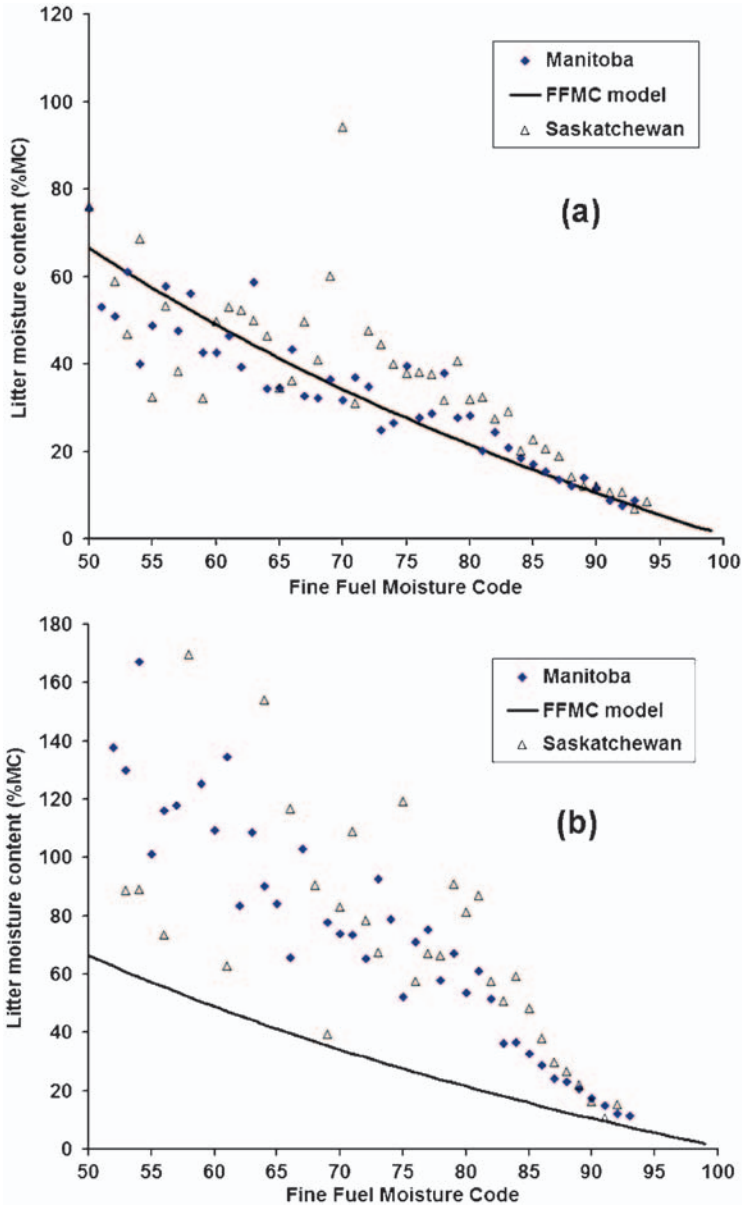 120
100
80
60
40
20
0
Litter moisture content (%MC)
Manitoba
FFMC model
Saskatchewan
(a)
50 55 60 65 70 75 80 85 90 95 100
Fine Fuel Moisture Code
180
160
140
120
100
80
60
40
20
0
Litter moisture content (%MC)
Manitoba
FFMC model
Saskatchewan
(b)
50 55 60 65 70 75 80 85 90 95 100
Fine Fuel Moisture Code